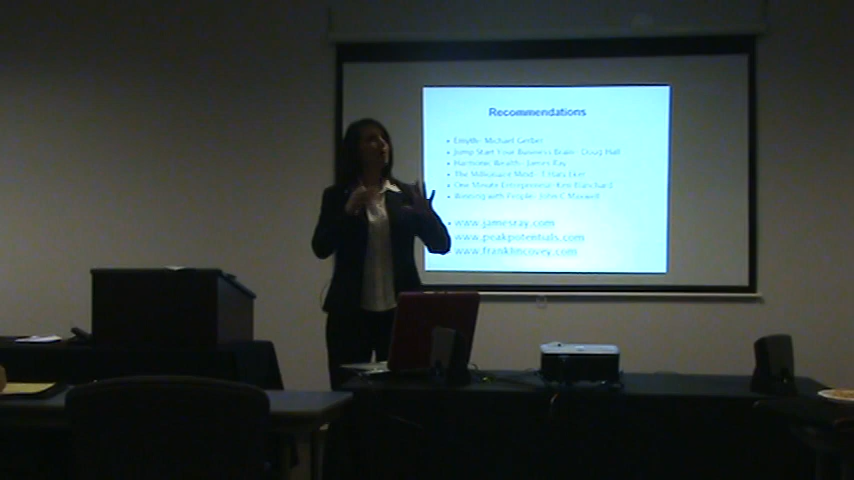 Recommendations
• Emyth- Michael Gerber
• Jump Start Your Business Brain- Doug Hall
• Harmonic Wealth- James Ray
• The Millionaire Mind- T Harv Eker
• One Minute Entrepreneur- Ken Blanchard
• Winning with People- John C Maxwell
• www.jamesray.com
www.peakpotentials.com
www.franklincovey.com